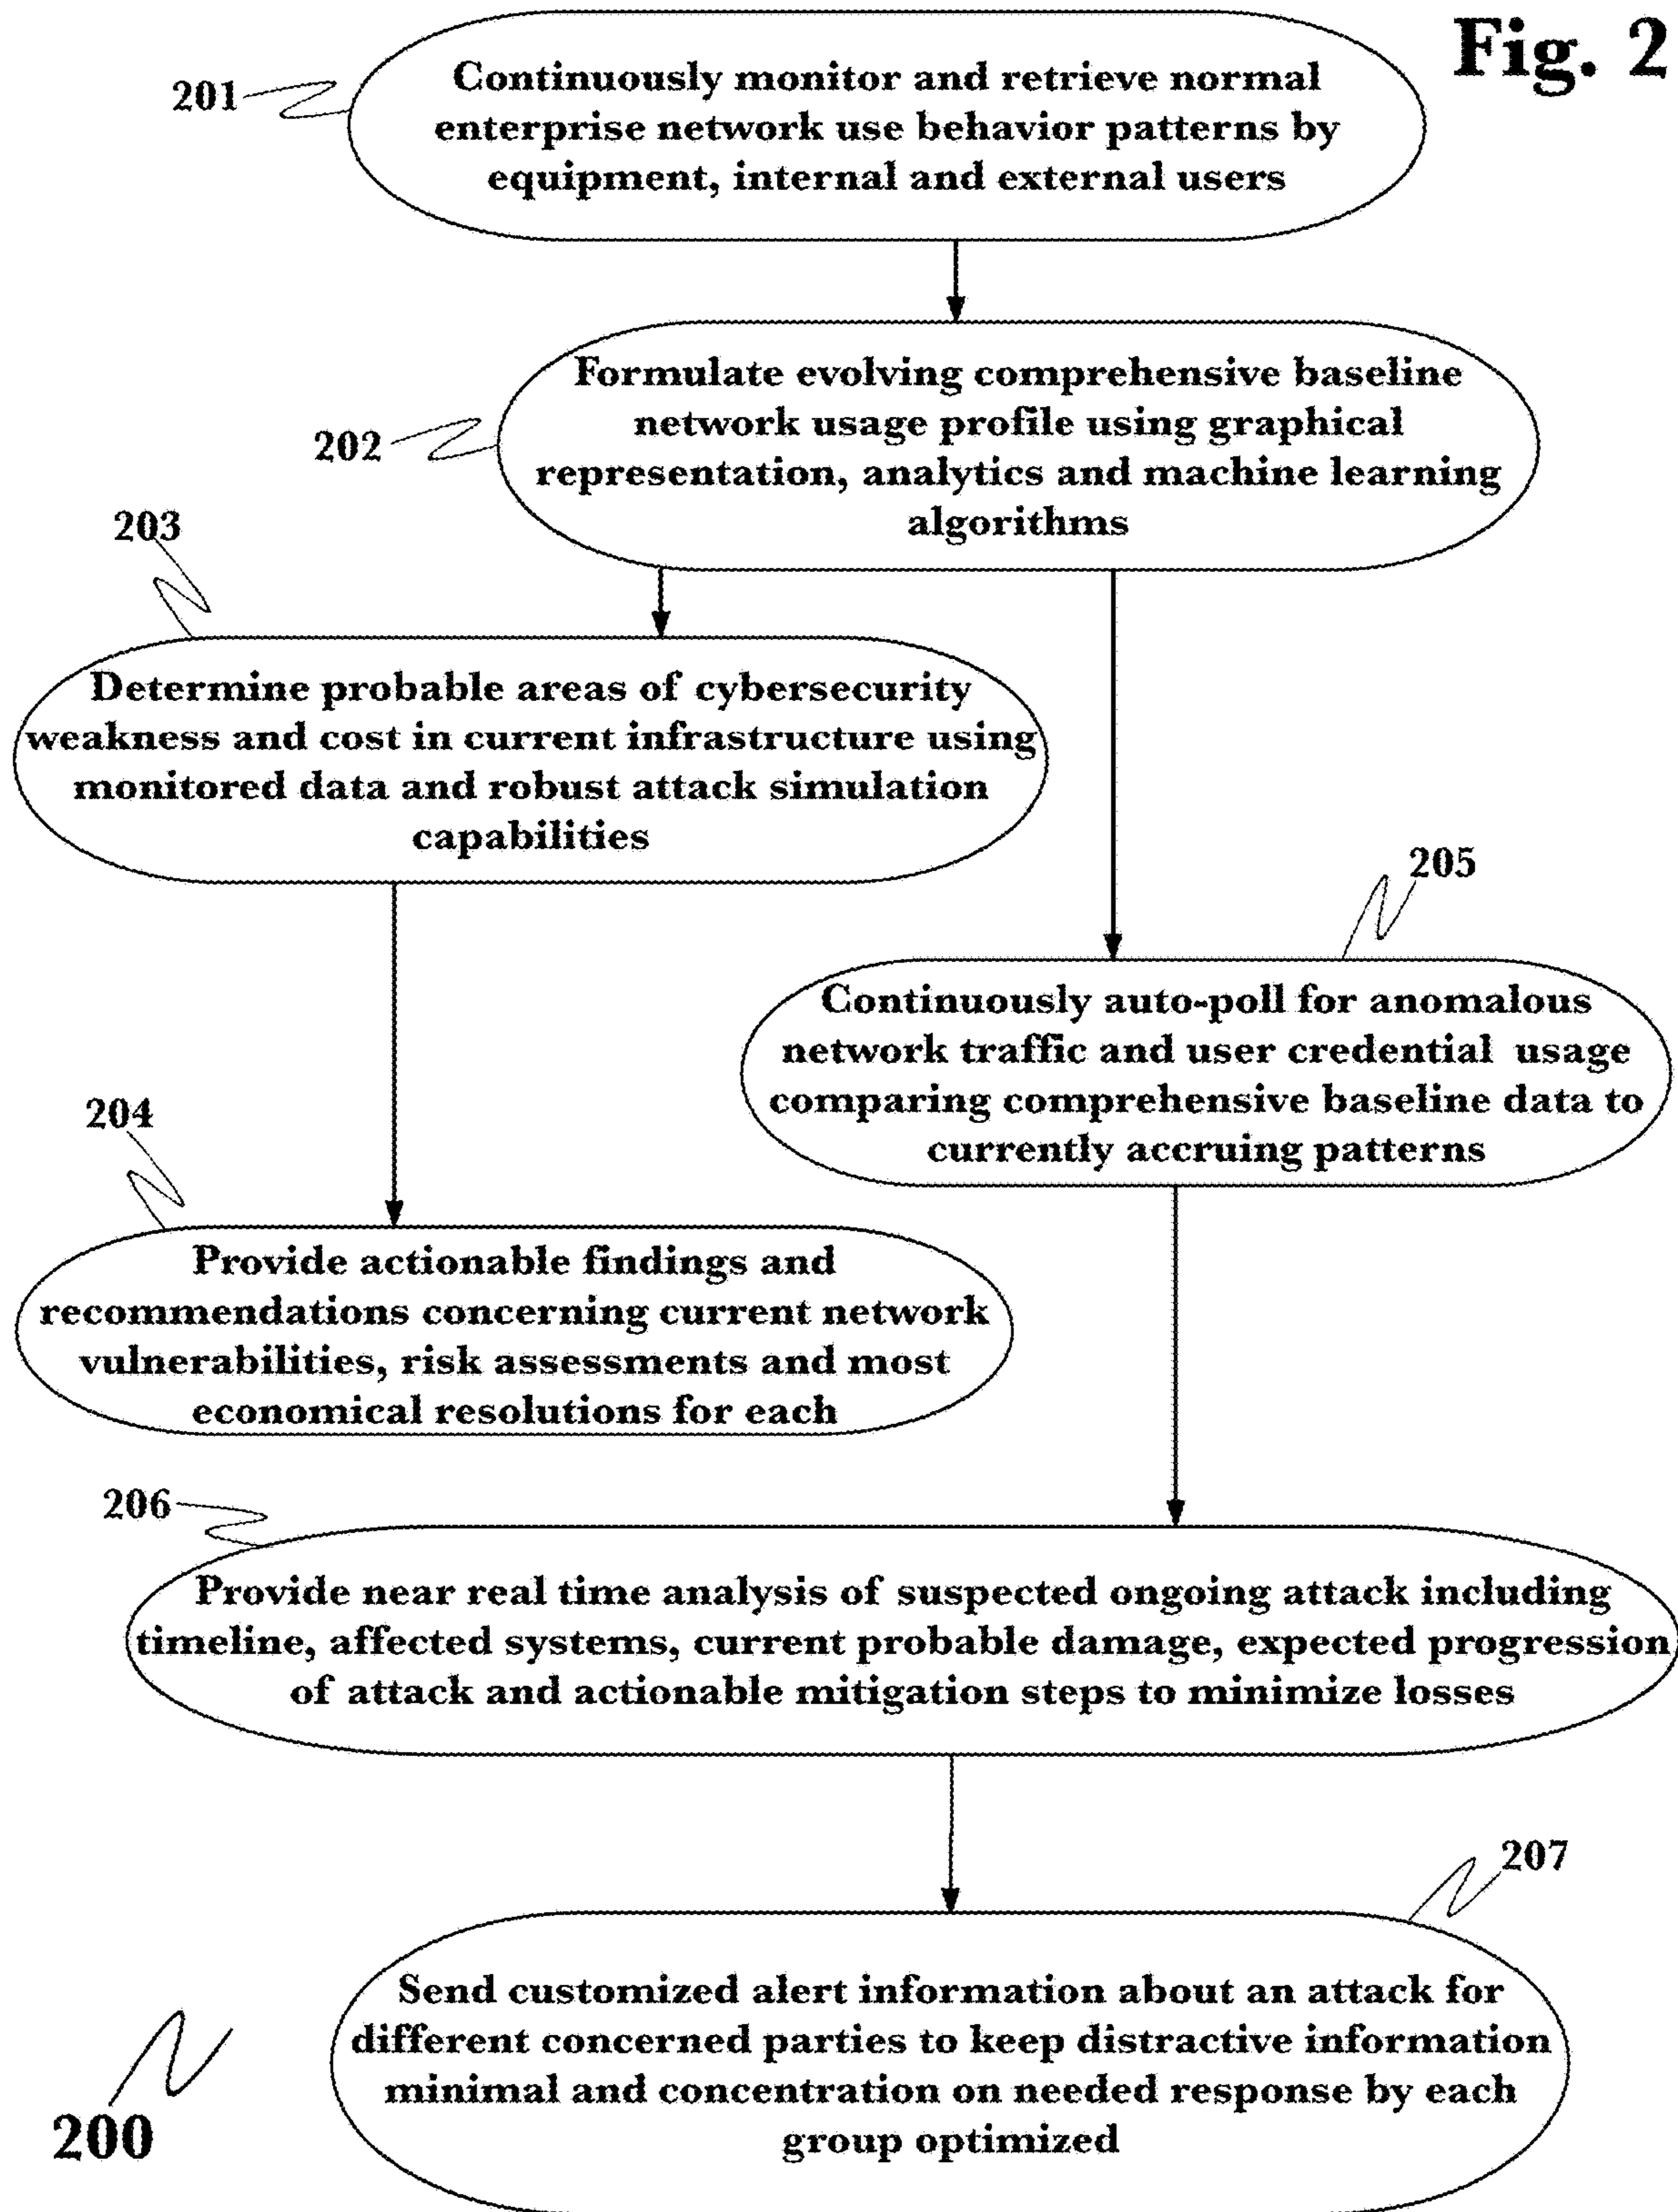 Fig. 2
201
Continuously monitor and retrieve normal
enterprise network use behavior patterns by
equipment, internal and external users
202
Formulate evolving comprehensive baseline
network usage profile using graphical
representation, analytics and machine learning
algorithms
203
Determine probable areas of cybersecurity
weakness and cost in current infrastructure using
monitored data and robust attack simulation
capabilities
205
Continuously auto-poll for anomalous
network traffic and user credential usage
comparing comprehensive baseline data to
currently accruing patterns
204
Provide actionable findings and
recommendations concerning current network
vulnerabilities, risk assessments and most
economical resolutions for each
206
Provide near real time analysis of suspected ongoing attack including
timeline, affected systems, current probable damage, expected progression
of attack and actionable mitigation steps to minimize losses
207
Send customized alert information about an attack for
different concerned parties to keep distractive information
minimal and concentration on needed response by each
group optimized
200